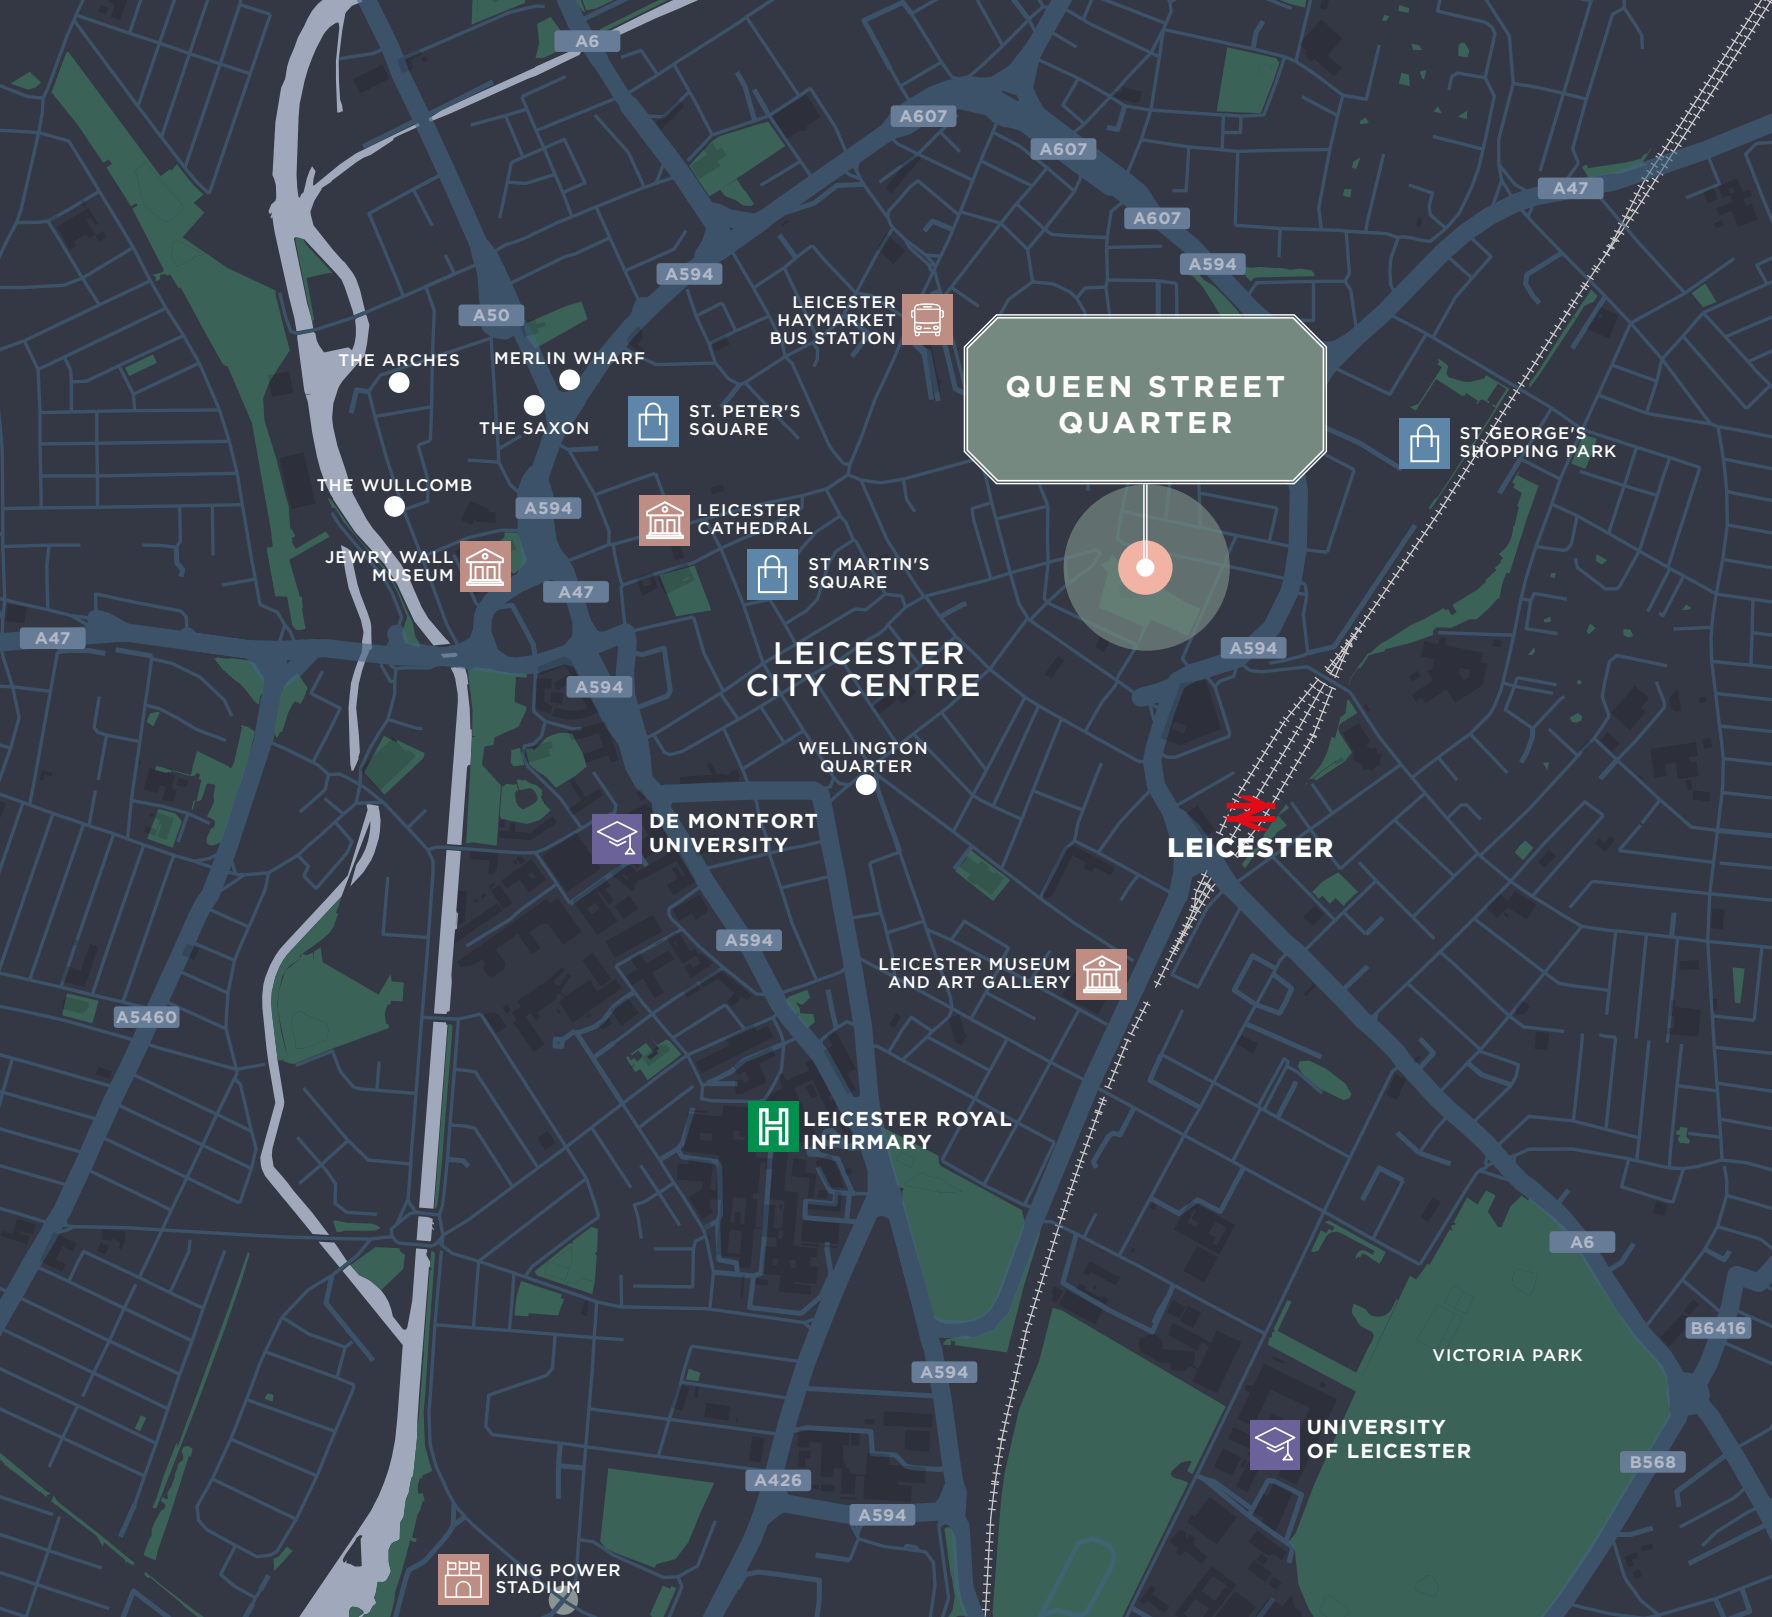 A6
A607
A607
A47
A607
A594
A594
LEICESTER
HAYMARKET
BUS STATION
A50
THE ARCHES
MERLIN WHARF
THE SAXON
ST. PETER'S
SQUARE
QUEEN STREET
QUARTER
ST GEORGE'S
SHOPPING PARK
THE WULLCOMB
A594
LEICESTER
CATHEDRAL
JEWRY WALL
MUSEUM
ST MARTIN'S
SQUARE
A47
A47
A594
LEICESTER
CITY CENTRE
A594
WELLINGTON
QUARTER
DE MONTFORT
UNIVERSITY
LEICESTER
A594
LEICESTER MUSEUM
AND ART GALLERY
A5460
H
LEICESTER ROYAL
INFIRMARY
A6
B6416
VICTORIA PARK
A594
UNIVERSITY
OF LEICESTER
B568
A426
A594
KING POWER
STADIUM